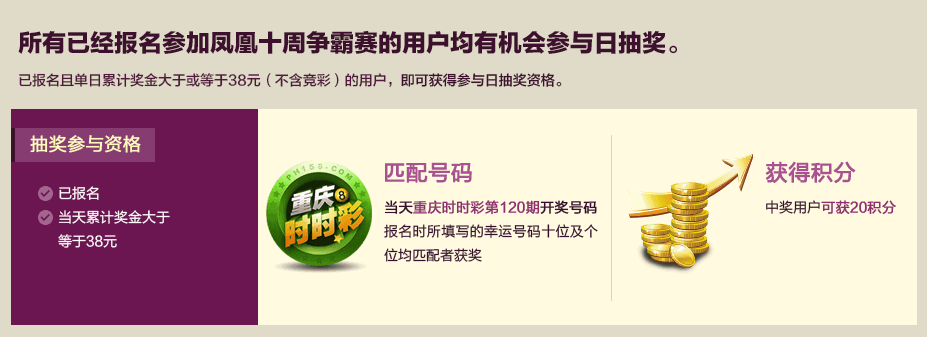 所有已经报名参加凤凰十周争霸赛的用户均有机会参与日抽奖。
已报名且单日累计奖金大于或等于38元（不含竞彩）的用户，即可获得参与日抽奖资格。
抽奖参与资格
已报名
当天累计奖金大于
等于38元
PH158.COM
重庆
8
时时彩
匹配号码
当天重庆时时彩第120期开奖号码
报名时所填写的幸运号码十位及个
位均匹配者获奖
获得积分
中奖用户可获20积分